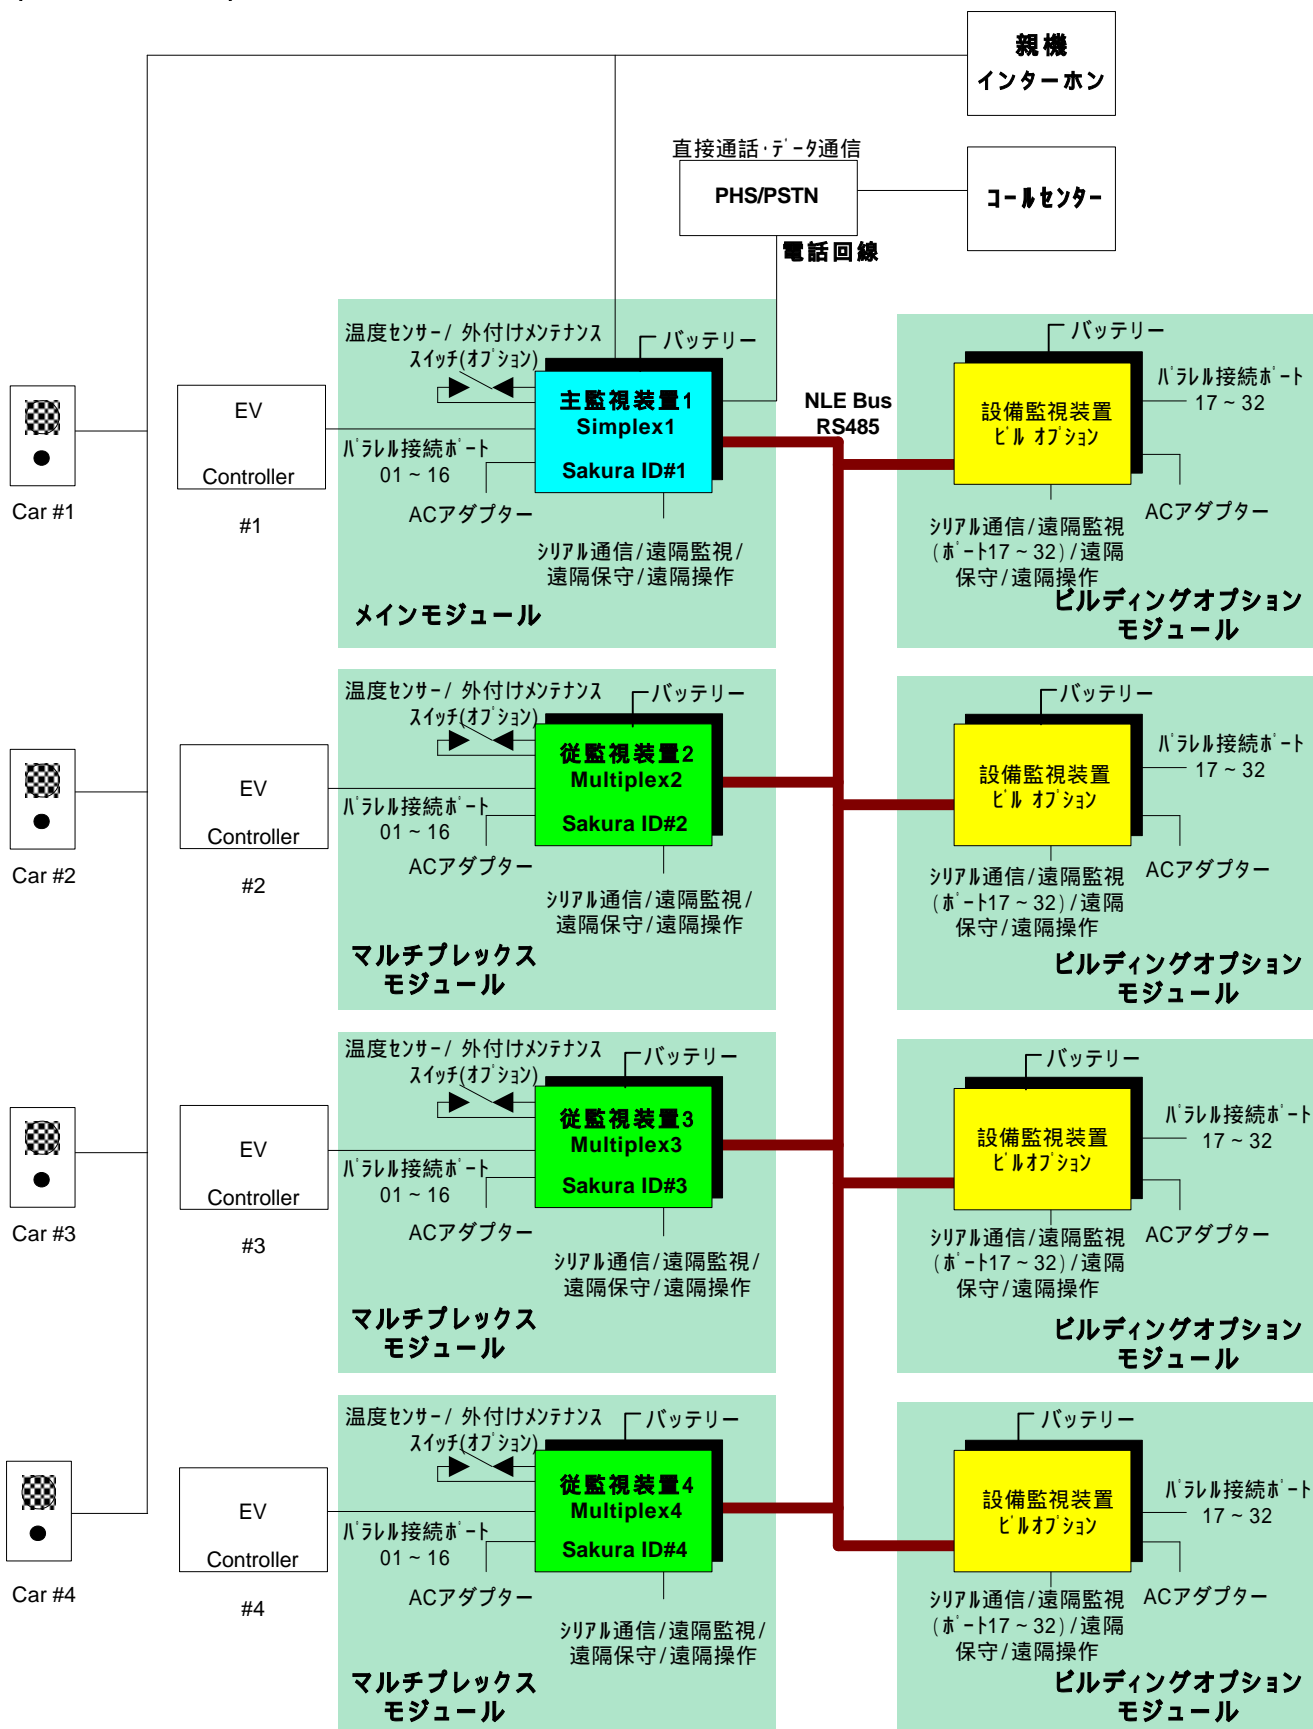 親機
インターホン
直接通話・ﾃﾞｰﾀ通信
PHS/PSTN
コールセンター
電話回線
温度ｾﾝｻｰ/ 外付けﾒﾝﾃﾅﾝｽ
ｽｲｯﾁ(ｵﾌﾟｼｮﾝ)
バッテリー
主監視装置1
Simplex1
Sakura ID#1
EV
Controller
#1
Car #1
ﾊﾟﾗﾚﾙ接続ﾎﾟｰﾄ
01～16
ACアダプター
ｼﾘｱﾙ通信/遠隔監視/
遠隔保守/遠隔操作
メインモジュール
NLE Bus
RS485
バッテリー
設備監視装置
ﾋﾞﾙ ｵﾌﾟｼｮﾝ
ﾊﾟﾗﾚﾙ接続ﾎﾟｰﾄ
17～32
ACアダプター
ｼﾘｱﾙ通信/遠隔監視
(ﾎﾟｰﾄ17～32)/遠隔
保守/遠隔操作
ビルディングオプション
モジュール
温度ｾﾝｻｰ/ 外付けﾒﾝﾃﾅﾝｽ
ｽｲｯﾁ(ｵﾌﾟｼｮﾝ)
バッテリー
従監視装置2
Multiplex2
Sakura ID#2
EV
Controller
#2
Car #2
ﾊﾟﾗﾚﾙ接続ﾎﾟｰﾄ
01～16
ACアダプター
ｼﾘｱﾙ通信/遠隔監視/
遠隔保守/遠隔操作
マルチプレックス
モジュール
バッテリー
設備監視装置
ﾋﾞﾙ ｵﾌﾟｼｮﾝ
ﾊﾟﾗﾚﾙ接続ﾎﾟｰﾄ
17～32
ACアダプター
ｼﾘｱﾙ通信/遠隔監視
(ﾎﾟｰﾄ17～32)/遠隔
保守/遠隔操作
ビルディングオプション
モジュール
温度ｾﾝｻｰ/ 外付けﾒﾝﾃﾅﾝｽ
ｽｲｯﾁ(ｵﾌﾟｼｮﾝ)
バッテリー
従監視装置3
Multiplex3
Sakura ID#3
EV
Controller
#3
Car #3
ﾊﾟﾗﾚﾙ接続ﾎﾟｰﾄ
01～16
ACアダプター
ｼﾘｱﾙ通信/遠隔監視/
遠隔保守/遠隔操作
マルチプレックス
モジュール
バッテリー
設備監視装置
ﾋﾞﾙｵﾌﾟｼｮﾝ
ﾊﾟﾗﾚﾙ接続ﾎﾟｰﾄ
17～32
ACアダプター
ｼﾘｱﾙ通信/遠隔監視
(ﾎﾟｰﾄ17～32)/遠隔
保守/遠隔操作
ビルディングオプション
モジュール
温度ｾﾝｻｰ/ 外付けﾒﾝﾃﾅﾝｽ
ｽｲｯﾁ(ｵﾌﾟｼｮﾝ)
バッテリー
従監視装置4
Multiplex4
Sakura ID#4
EV
Controller
#4
Car #4
ﾊﾟﾗﾚﾙ接続ﾎﾟｰﾄ
01～16
ACアダプター
ｼﾘｱﾙ通信/遠隔監視/
遠隔保守/遠隔操作
マルチプレックス
モジュール
バッテリー
設備監視装置
ﾋﾞﾙｵﾌﾟｼｮﾝ
ﾊﾟﾗﾚﾙ接続ﾎﾟｰﾄ
17～32
ACアダプター
ｼﾘｱﾙ通信/遠隔監視
(ﾎﾟｰﾄ17～32)/遠隔
保守/遠隔操作
ビルディングオプション
モジュール